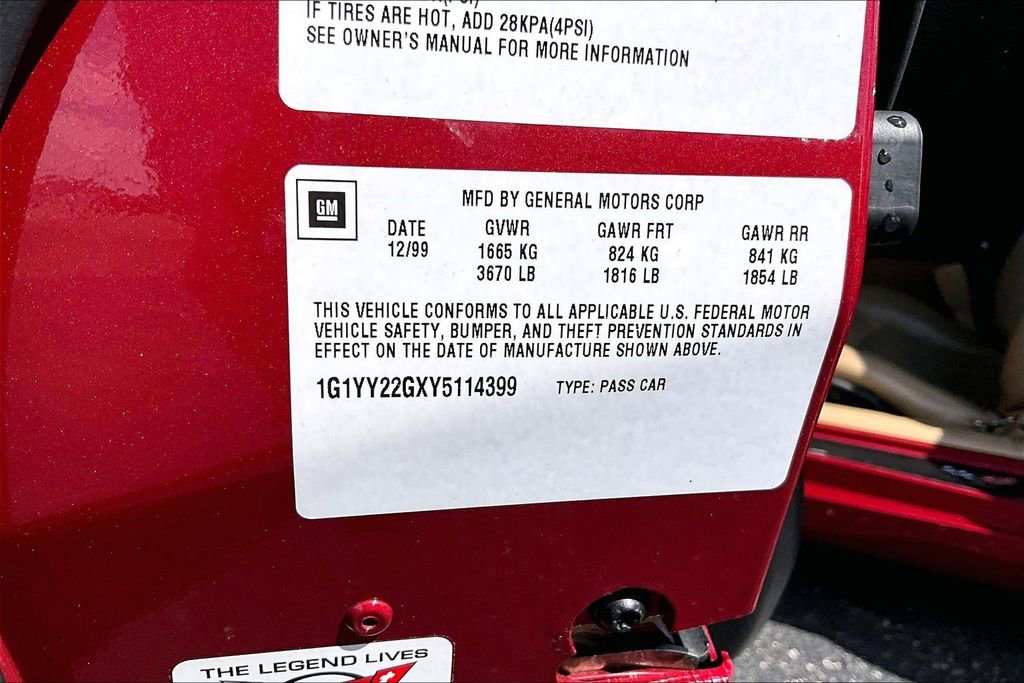 IF TIRES ARE HOT, ADD 28KPA(4PSI)
SEE OWNER'S MANUAL FOR MORE INFORMATION
GM
MFD BY GENERAL MOTORS CORP
DATE GVWR GAWR FRT GAWR RR
12/99 1665 KG 824 KG 841 KG
3670 LB 1816 LB 1854 LB
THIS VEHICLE CONFORMS TO ALL APPLICABLE U.S. FEDERAL MOTOR
VEHICLE SAFETY, BUMPER, AND THEFT PREVENTION STANDARDS IN
EFFECT ON THE DATE OF MANUFACTURE SHOWN ABOVE.
1G1YY22GXY5114399 TYPE: PASS CAR
THE LEGEND LIVES